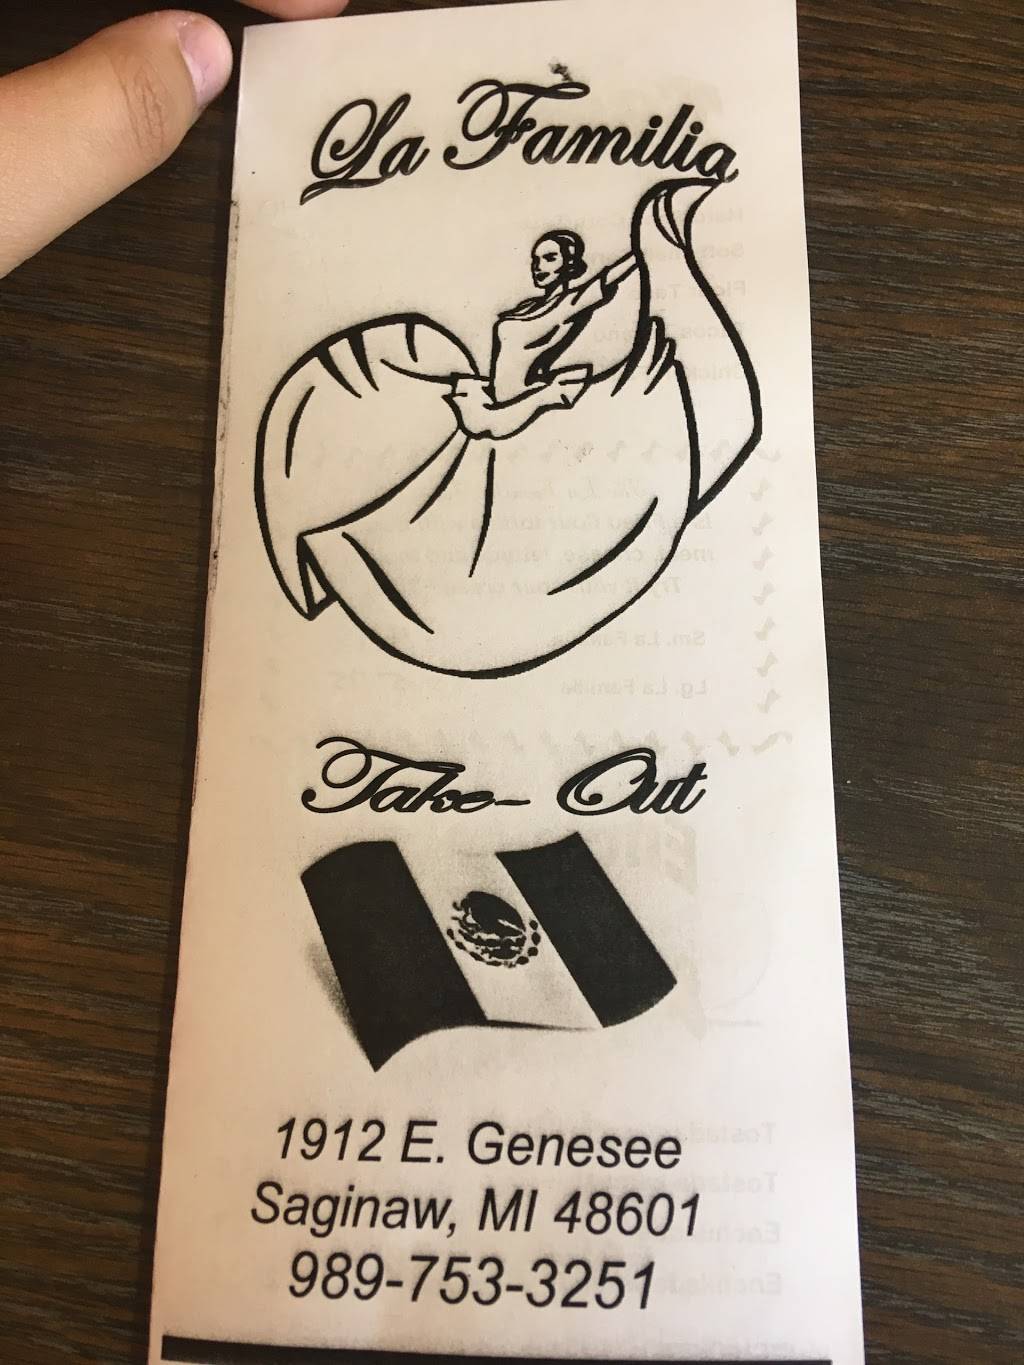 La Familia
Take-Out
1912 E. Genesee
Saginaw, MI 48601
989-753-3251